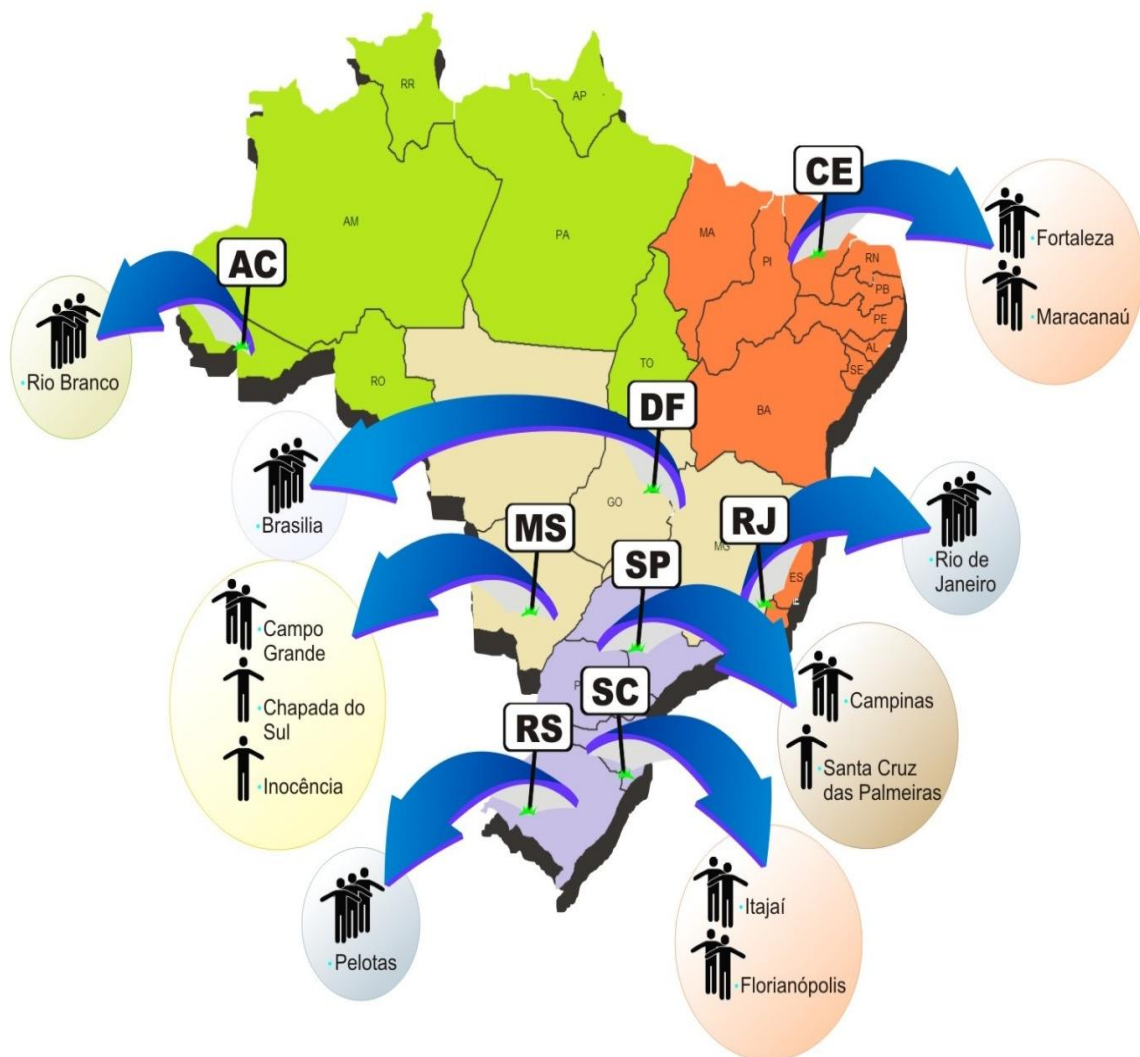 RR
AP
CE
Fortaleza
Maracanaú
AM
PA
MA
PI
RN
PB
PE
AL
SE
AC
Rio Branco
RO
TO
BA
DF
Brasilia
GO
MS
RJ
MG
Rio de
Janeiro
SP
ES
Campo
Grande
Chapada do
Sul
Inocência
P
SC
Campinas
Santa Cruz
das Palmeiras
RS
Itajaí
Florianópolis
Pelotas